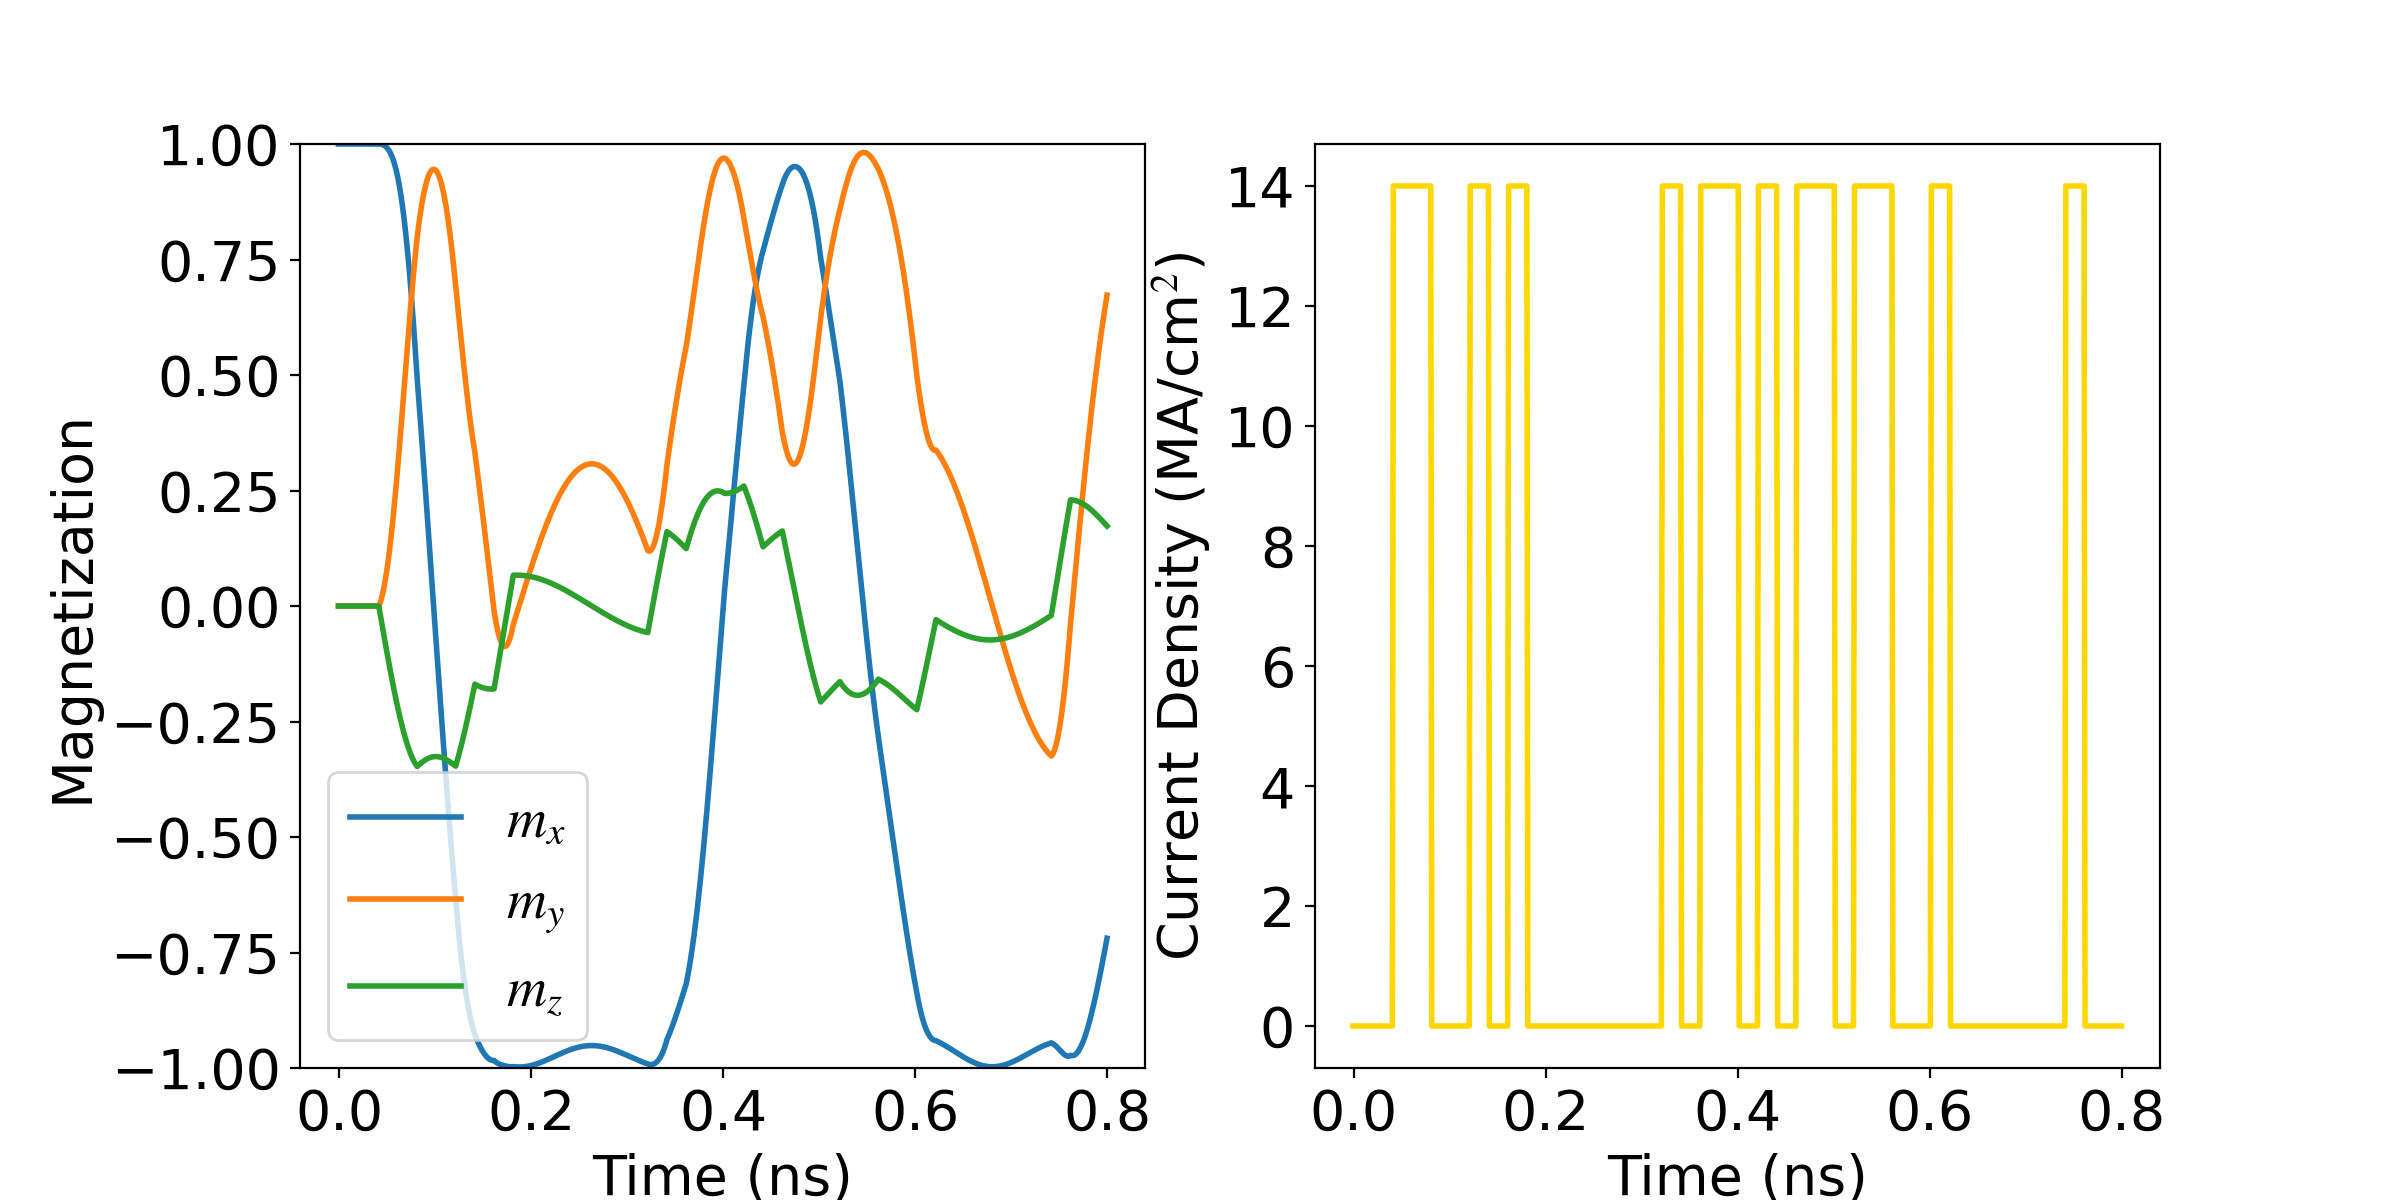 1.00
0.75
0.50
0.25
0.00
−0.25
−0.50
−0.75
−1.00
Magnetization
m_x
m_y
m_z
0.0 0.2 0.4 0.6 0.8
Time (ns)
14
12
10
8
6
4
2
0
Current Density (MA/cm²)
0.0 0.2 0.4 0.6 0.8
Time (ns)